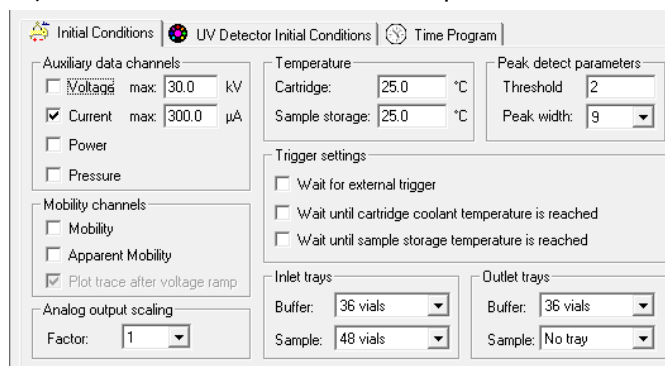 Initial Conditions UV Detector Initial Conditions Time Program
Auxiliary data channels
Voltage max: 30.0 kV
Current max: 300.0 µA
Power
Pressure
Mobility channels
Mobility
Apparent Mobility
Plot trace after voltage ramp
Analog output scaling
Factor: 1
Temperature
Cartridge: 25.0 °C
Sample storage: 25.0 °C
Peak detect parameters
Threshold 2
Peak width: 9
Trigger settings
Wait for external trigger
Wait until cartridge coolant temperature is reached
Wait until sample storage temperature is reached
Inlet trays
Buffer: 36 vials
Sample: 48 vials
Outlet trays
Buffer: 36 vials
Sample: No tray